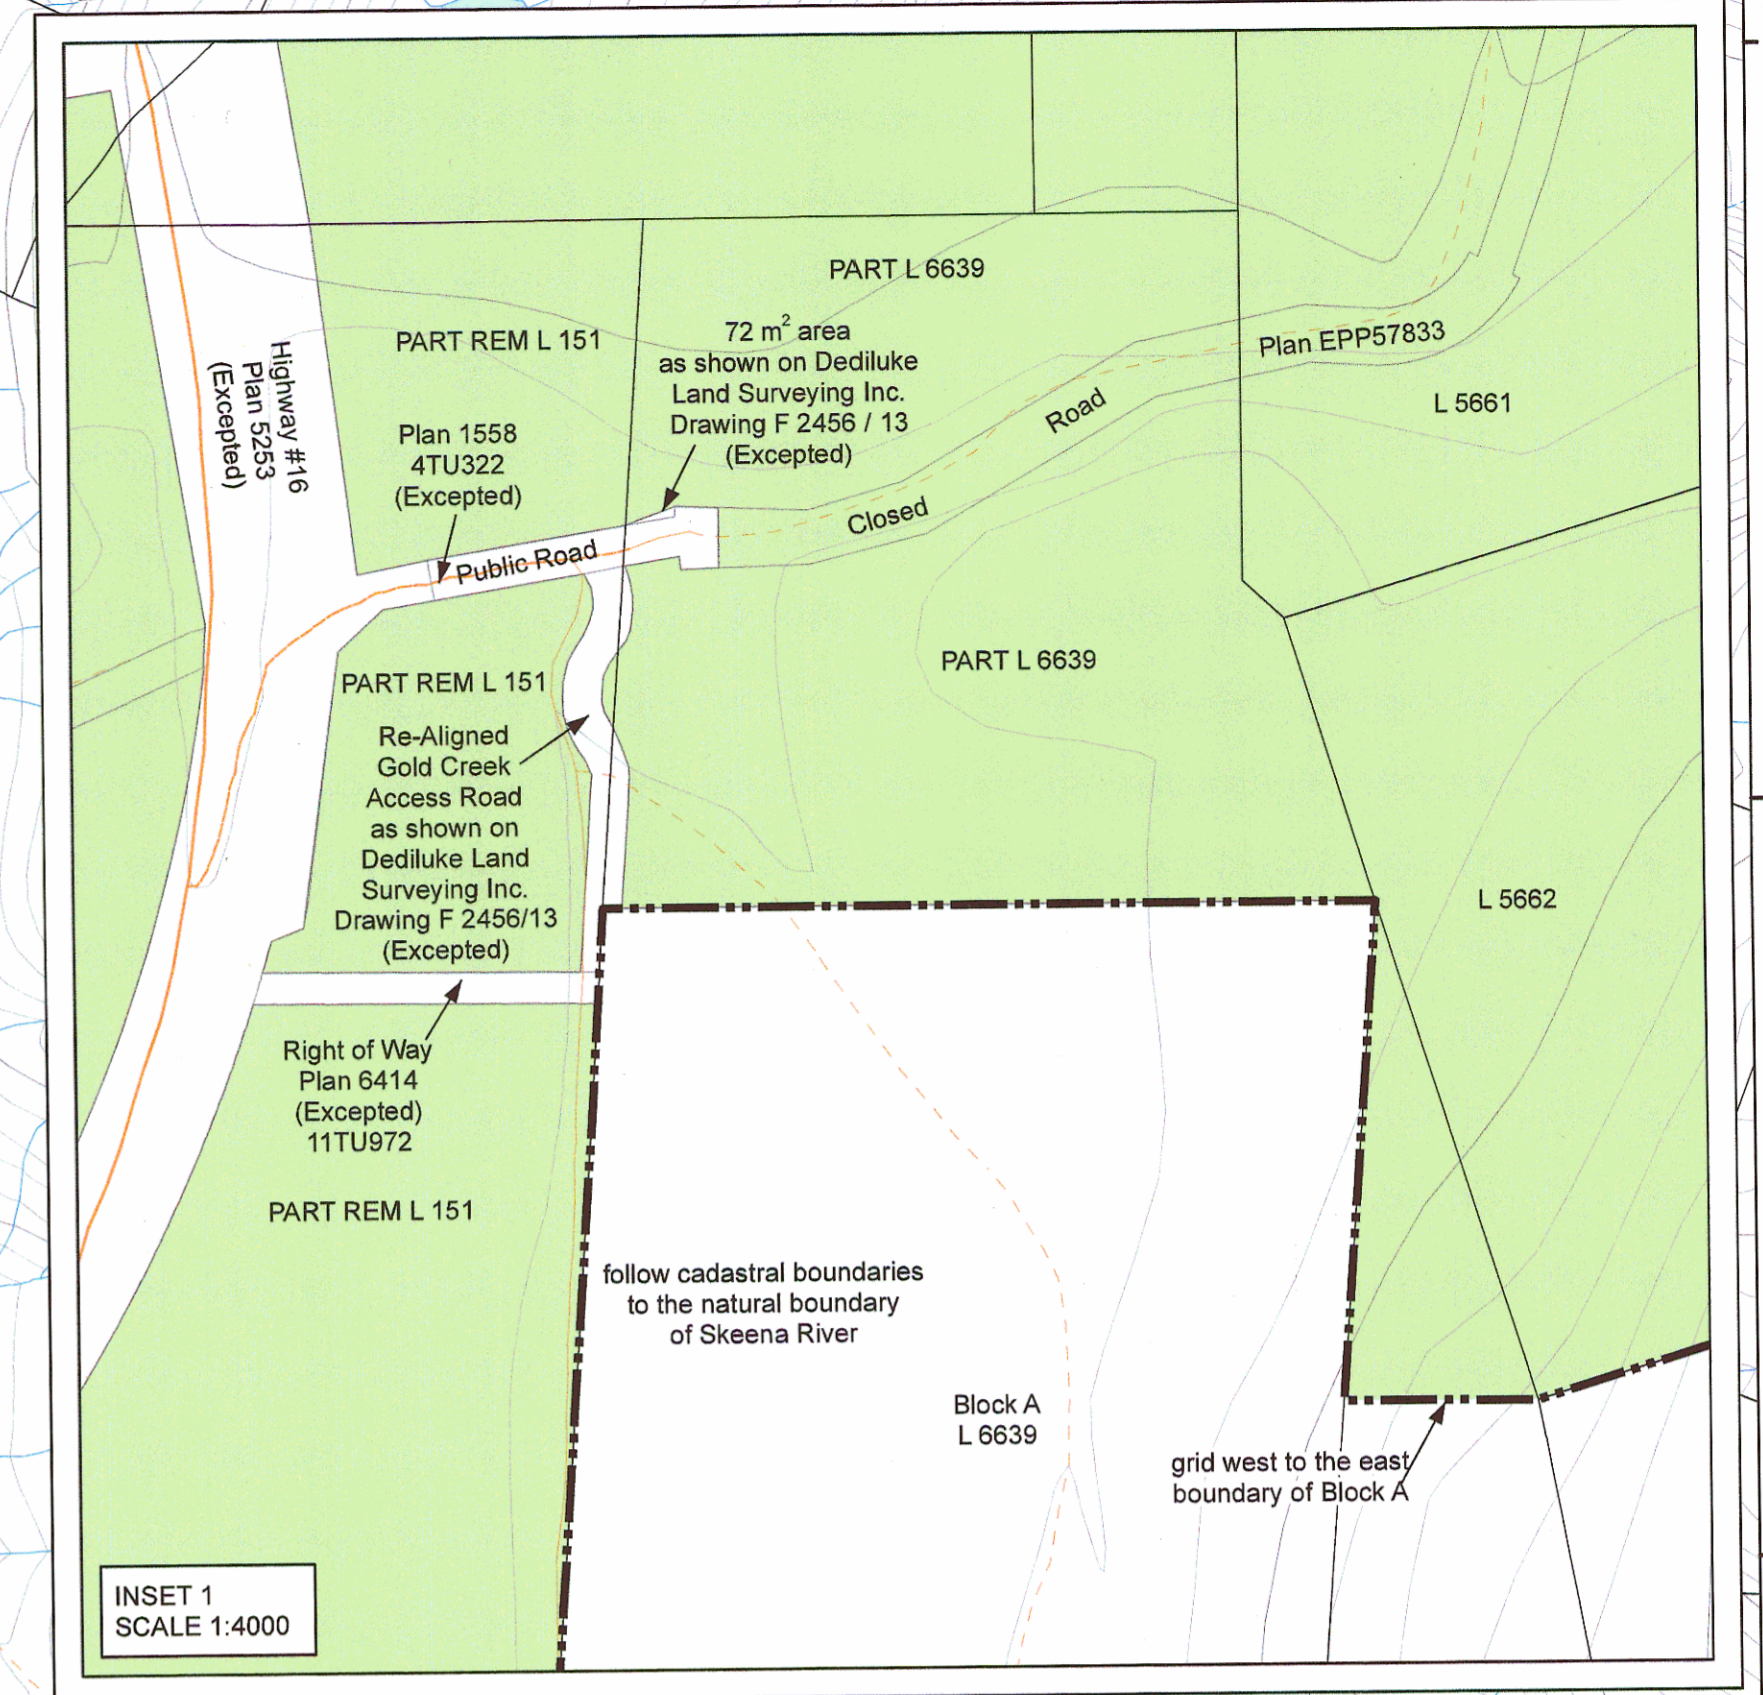 PART L 6639
PART REM L 151
72 m² area
as shown on Dediluke
Land Surveying Inc.
Drawing F 2456 / 13
(Excepted)
Plan EPP57833
Highway #16
Plan 5253
(Excepted)
L 5661
Road
Plan 1558
4TU322
(Excepted)
Closed
Public Road
PART L 6639
PART REM L 151
Re-Aligned
Gold Creek
Access Road
as shown on
Dediluke Land
Surveying Inc.
Drawing F 2456/13
(Excepted)
L 5662
Right of Way
Plan 6414
(Excepted)
11TU972
PART REM L 151
follow cadastral boundaries
to the natural boundary
of Skeena River
Block A
L 6639
grid west to the east
boundary of Block A
INSET 1
SCALE 1:4000